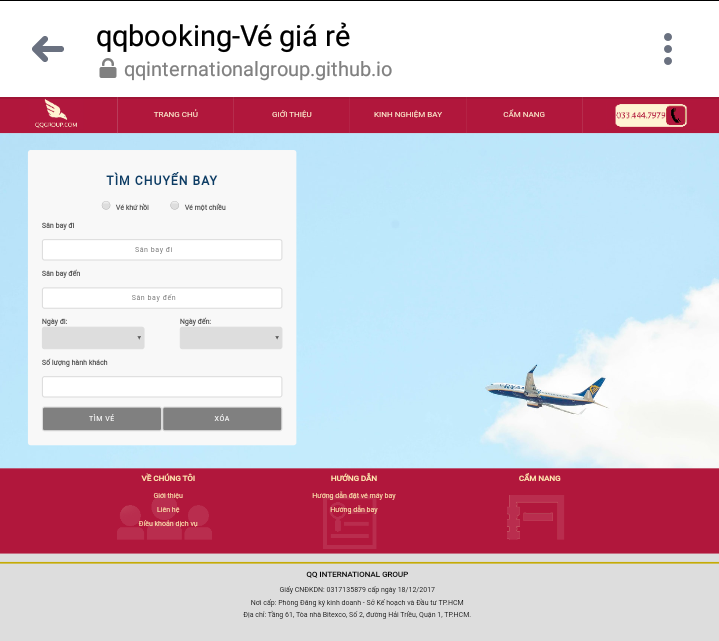 qqbooking-Vé giá rẻ
qqinternationalgroup.github.io
QQGROUP.COM
TRANG CHỦ
GIỚI THIỆU
KINH NGHIỆM BAY
CẨM NANG
033.444.7979
TÌM CHUYẾN BAY
Vé khứ hồi
Vé một chiều
Sân bay đi
Sân bay đi
Sân bay đến
Sân bay đến
Ngày đi:
Ngày đến:
Số lượng hành khách
TÌM VÉ
XÓA
VỀ CHÚNG TÔI
Giới thiệu
Liên hệ
Điều khoản dịch vụ
HƯỚNG DẪN
Hướng dẫn đặt vé máy bay
Hướng dẫn bay
CẨM NANG
QQ INTERNATIONAL GROUP
Giấy CNĐKDN: 0317135879 cấp ngày 18/12/2017
Nơi cấp: Phòng Đăng ký kinh doanh - Sở Kế hoạch và Đầu tư TP.HCM
Địa chỉ: Tầng 61, Tòa nhà Bitexco, Số 2, đường Hải Triều, Quận 1, TP.HCM.